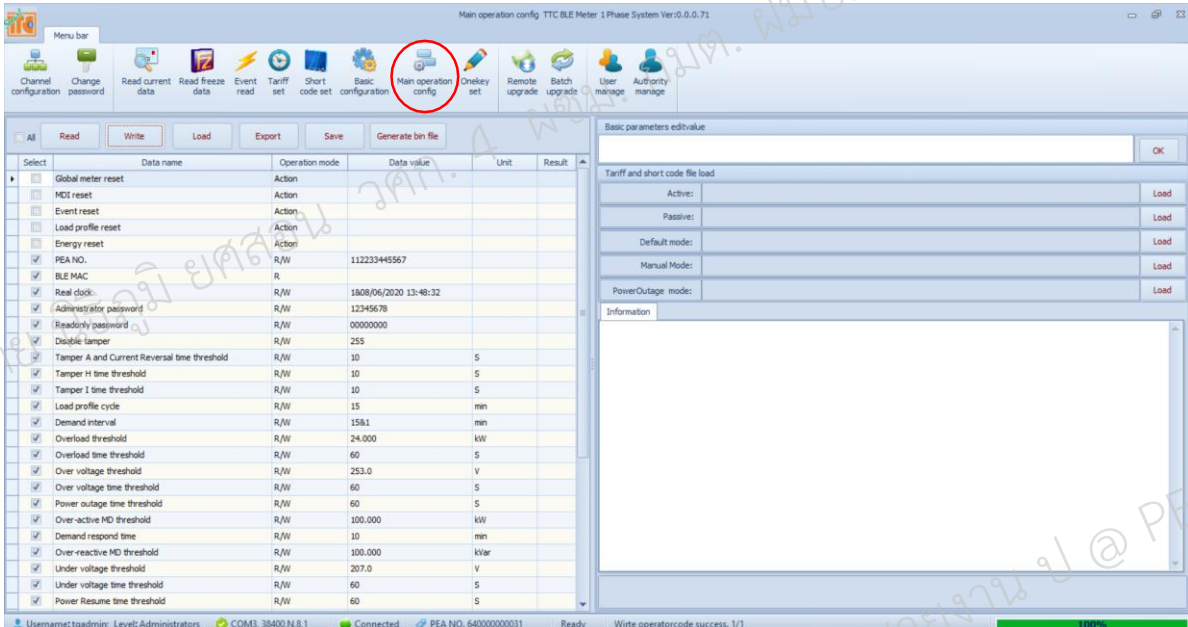 Main operation config TTC BLE Meter 1 Phase System Ver:0.0.0.71
TTC
Menu bar
Channel configuration
Change password
Read current data
Read freeze data
Event read
Tariff set
Short code set
Basic configuration
Main operation config
Onekey set
Remote upgrade
Batch upgrade
User manage
Authority manage
All Read Write Load Export Save Generate bin file
Select Data name Operation mode Data value Unit Result
Global meter reset Action
MDI reset Action
Event reset Action
Load profile reset Action
Energy reset Action
PEA NO. R/W 112233445567
BLE MAC R
Real clock R/W 1&08/06/2020 13:48:32
Administrator password R/W 12345678
Readonly password R/W 00000000
Disable tamper R/W 255
Tamper A and Current Reversal time threshold R/W 10 S
Tamper H time threshold R/W 10 S
Tamper I time threshold R/W 10 S
Load profile cycle R/W 15 min
Demand interval R/W 15&1 min
Overload threshold R/W 24.000 kW
Overload time threshold R/W 60 S
Over voltage threshold R/W 253.0 V
Over voltage time threshold R/W 60 S
Power outage time threshold R/W 60 S
Over-active MD threshold R/W 100.000 kW
Demand respond time R/W 10 min
Over-reactive MD threshold R/W 100.000 kVar
Under voltage threshold R/W 207.0 V
Under voltage time threshold R/W 60 S
Power Resume time threshold R/W 60 S
Basic parameters editvalue
OK
Tariff and short code file load
Active: Load
Passive: Load
Default mode: Load
Manual Mode: Load
PowerOutage mode: Load
Information
Username: tqadmin: Level: Administrators COM3, 38400,N,8,1 Connected PEA NO. 640000000031 Ready Wirte operatorcode success. 1/1 100%